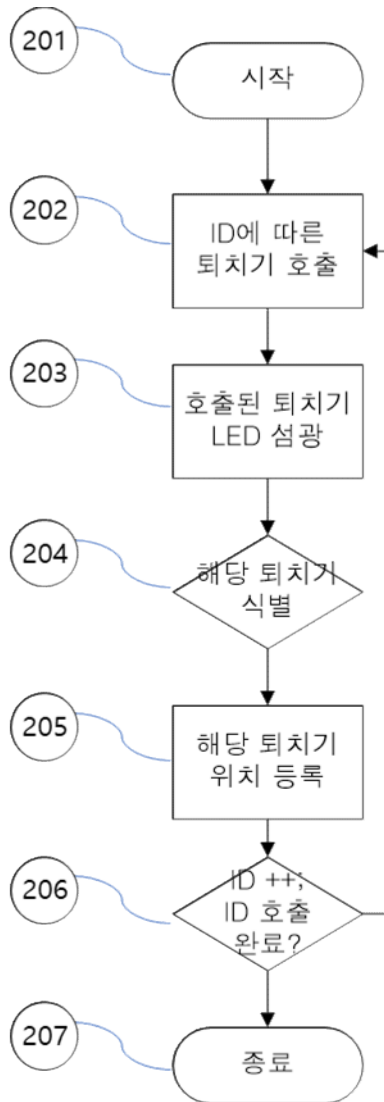 201
시작
202
ID에 따른
퇴치기 호출
203
호출된 퇴치기
LED 섬광
204
해당 퇴치기
식별
205
해당 퇴치기
위치 등록
206
ID ++;
ID 호출
완료?
207
종료